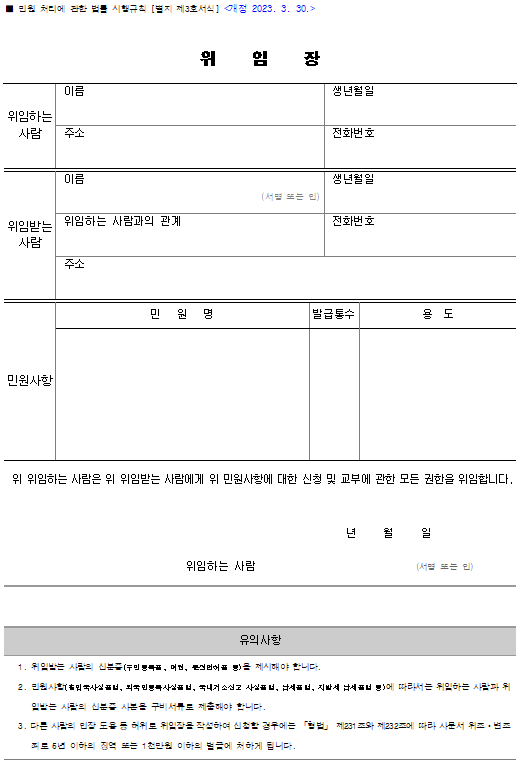 ■ 민원 처리에 관한 법률 시행규칙 [별지 제3호서식] <개정 2023. 3. 30.>
위 임 장
위임하는 사람
이름
생년월일
주소
전화번호
위임받는 사람
이름
(서명 또는 인)
생년월일
위임하는 사람과의 관계
전화번호
주소
민원사항
민 원 명
발급통수
용 도
위 위임하는 사람은 위 위임받는 사람에게 위 민원사항에 대한 신청 및 교부에 관한 모든 권한을 위임합니다.
년 월 일
위임하는 사람
(서명 또는 인)
유의사항
1. 위임받는 사람의 신분증(주민등록증, 여권, 운전면허증 등)을 제시해야 합니다.
2. 민원사항(출입국사실증명, 외국인등록사실증명, 국내거소신고 사실증명, 납세증명, 지방세 납세증명 등)에 따라서는 위임하는 사람과 위
임받는 사람의 신분증 사본을 구비서류로 제출해야 합니다.
3. 다른 사람의 인장 도용 등 허위로 위임장을 작성하여 신청할 경우에는 「형법」 제231조와 제232조에 따라 사문서 위조ㆍ변조
죄로 5년 이하의 징역 또는 1천만원 이하의 벌금에 처하게 됩니다.